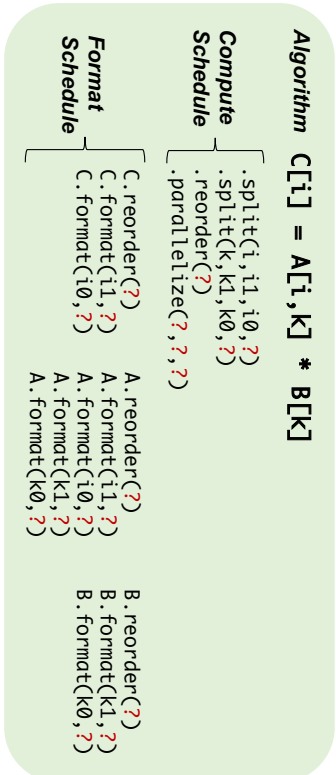 Algorithm C[i] = A[i,k] * B[k]
Compute
Schedule
.split(i,i1,i0,?)
.split(k,k1,k0,?)
.reorder(?)
.parallelize(?,?,?)
Format
Schedule
C.reorder(?) A.reorder(?) B.reorder(?)
C.format(i1,?) A.format(i1,?) B.format(k1,?)
C.format(i0,?) A.format(i0,?) B.format(k0,?)
A.format(k1,?)
A.format(k0,?)